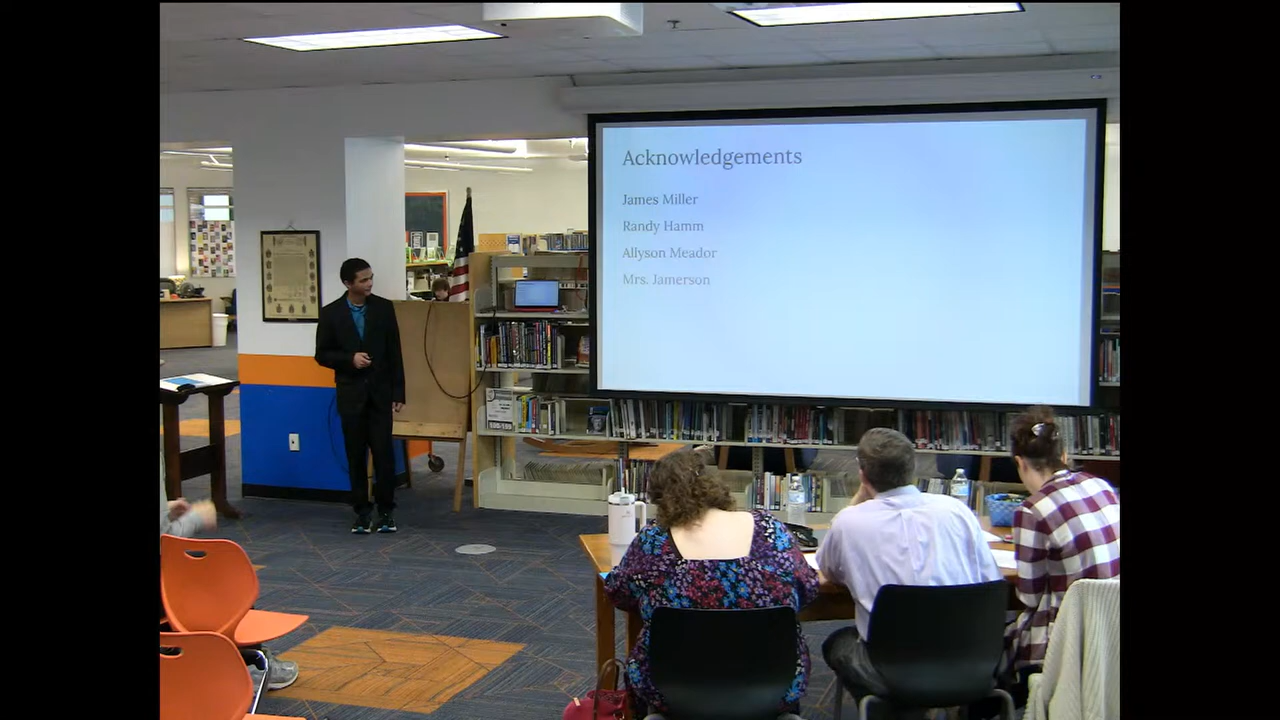 Acknowledgements
James Miller
Randy Hamm
Allyson Meador
Mrs. Jamerson